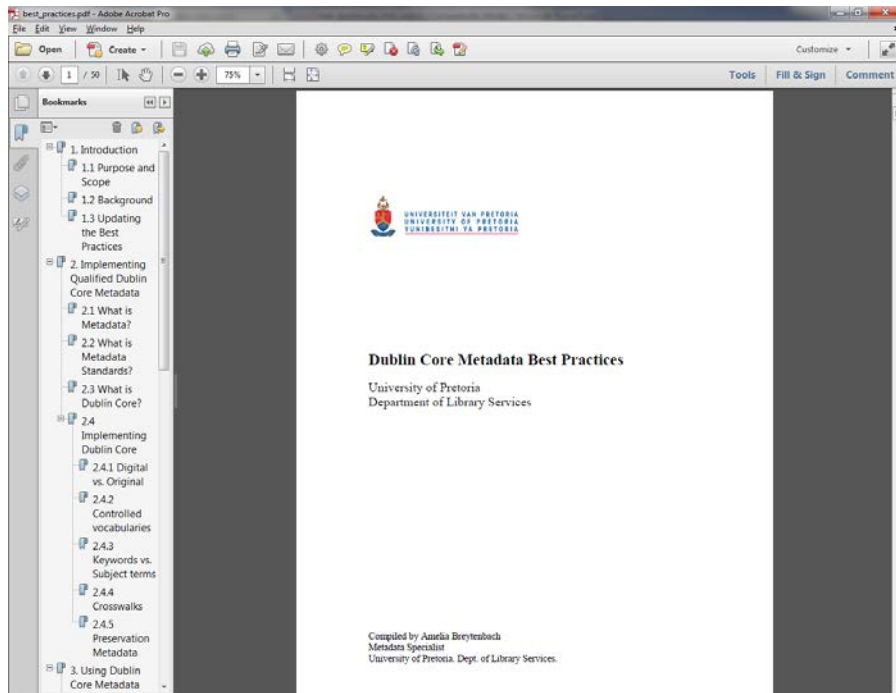 best_practices.pdf - Adobe Acrobat Pro
File Edit View Window Help
Open Create Customize
1 / 50 75% Tools Fill & Sign Comment
Bookmarks
1. Introduction
1.1 Purpose and
Scope
1.2 Background
1.3 Updating
the Best
Practices
2. Implementing
Qualified Dublin
Core Metadata
2.1 What is
Metadata?
2.2 What is
Metadata
Standards?
2.3 What is
Dublin Core?
2.4
Implementing
Dublin Core
2.4.1 Digital
vs. Original
2.4.2
Controlled
vocabularies
2.4.3
Keywords vs.
Subject terms
2.4.4
Crosswalks
2.4.5
Preservation
Metadata
3. Using Dublin
Core Metadata
UNIVERSITEIT VAN PRETORIA
UNIVERSITY OF PRETORIA
YUNIBESITHI YA PRETORIA
Dublin Core Metadata Best Practices
University of Pretoria
Department of Library Services
Compiled by Amelia Breytenbach
Metadata Specialist
University of Pretoria. Dept. of Library Services.